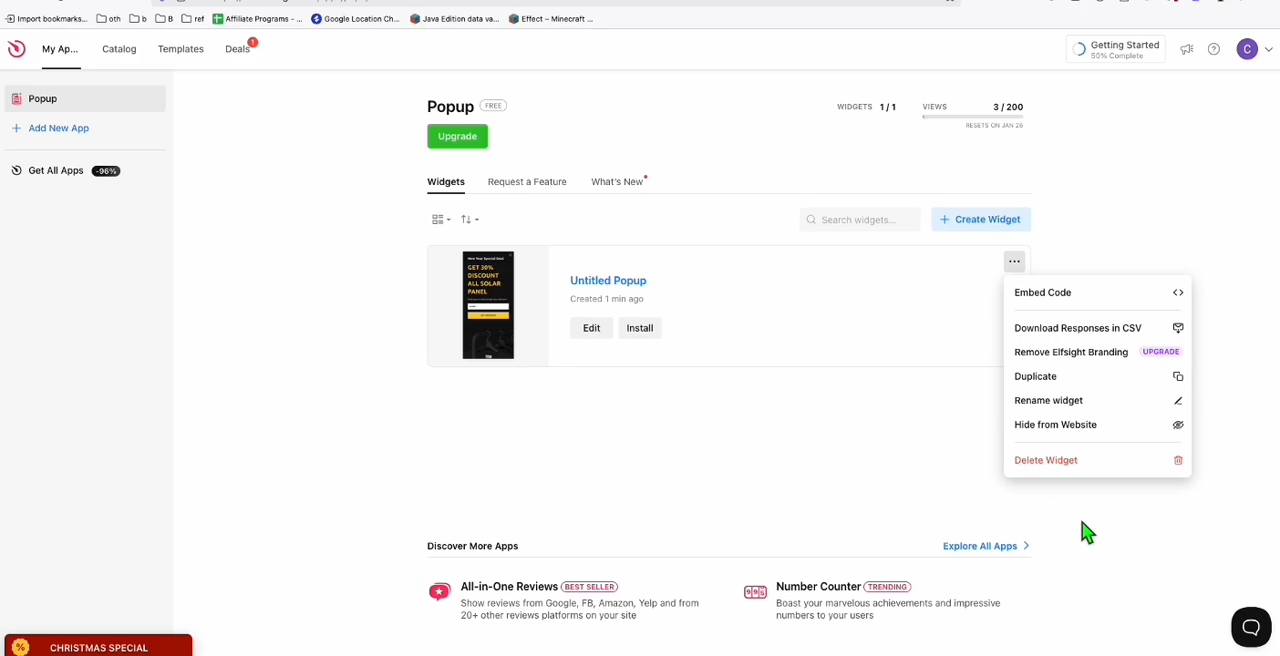 Import bookmarks...
oth
b
B
ref
Affiliate Programs - ...
Google Location Ch...
Java Edition data va...
Effect – Minecraft ...
My Ap...
Catalog
Templates
Deals
1
Getting Started
50% Complete
C
Popup
Add New App
Get All Apps -96%
Popup FREE
Upgrade
WIDGETS 1 / 1
VIEWS 3 / 200
RESETS ON JAN 26
Widgets
Request a Feature
What's New
Search widgets...
+ Create Widget
GET 30%
DISCOUNT
ALL SOLAR
PANEL
Untitled Popup
Created 1 min ago
Edit
Install
Embed Code
Download Responses in CSV
Remove Elfsight Branding UPGRADE
Duplicate
Rename widget
Hide from Website
Delete Widget
Discover More Apps
Explore All Apps
All-in-One Reviews BEST SELLER
Show reviews from Google, FB, Amazon, Yelp and from
20+ other reviews platforms on your site
Number Counter TRENDING
Boost your marvelous achievements and impressive
numbers to your users
% CHRISTMAS SPECIAL